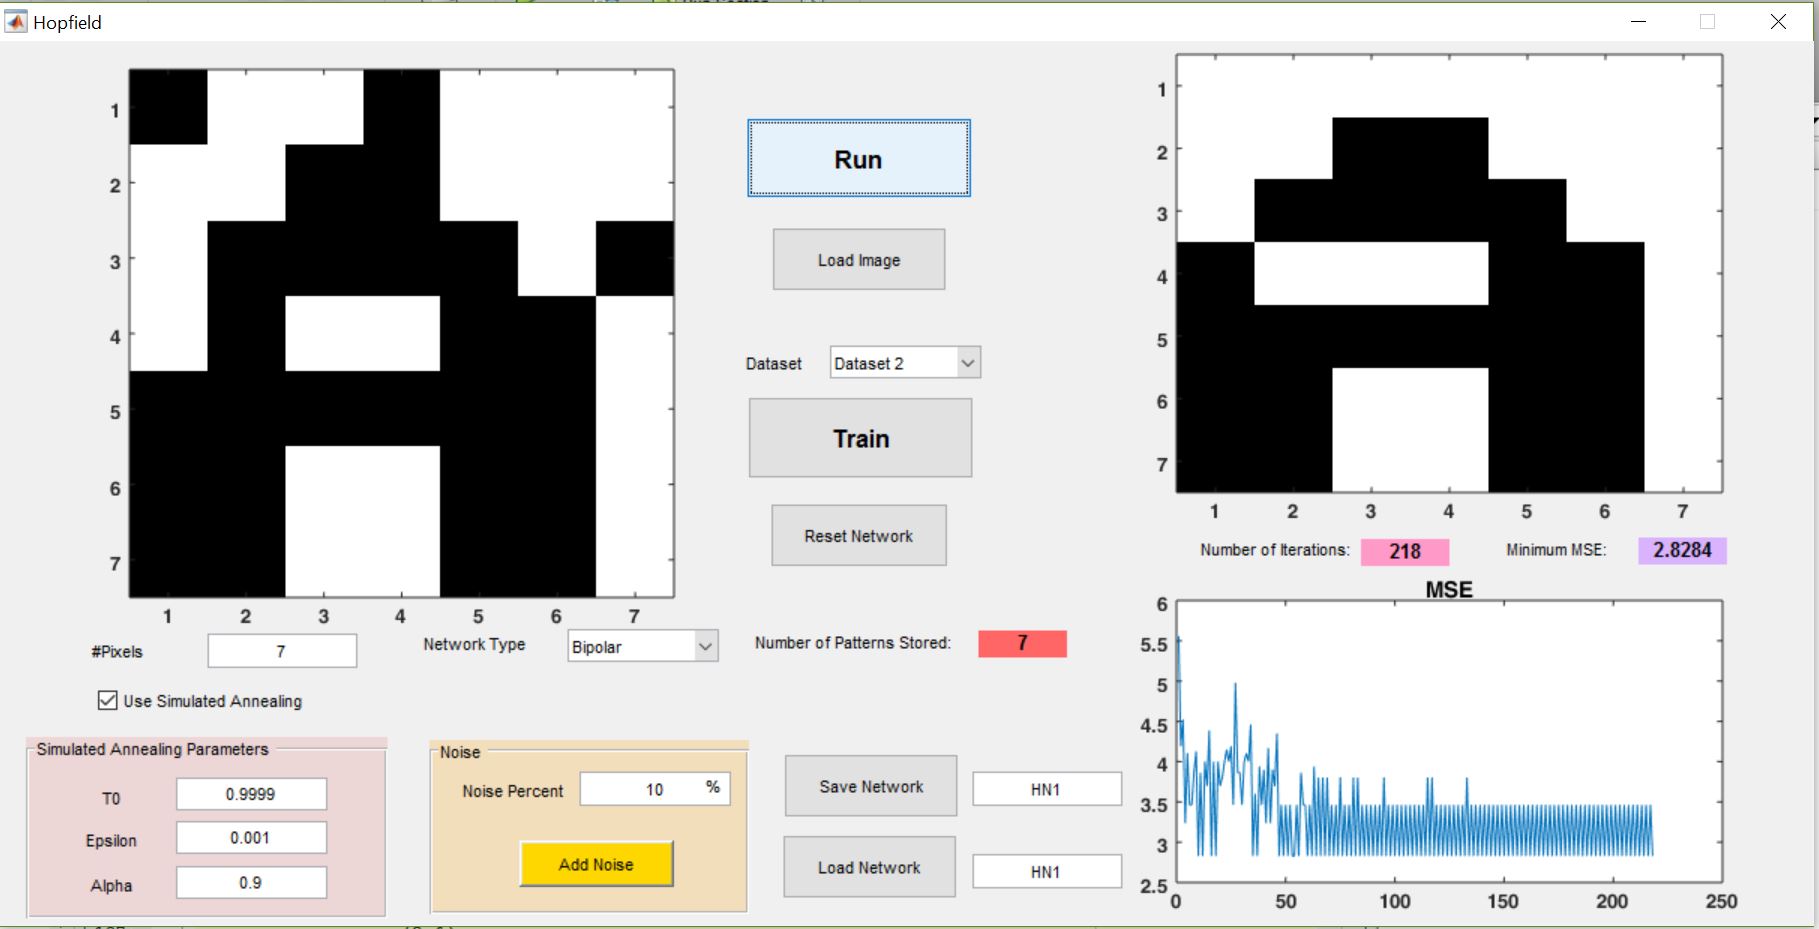 Hopfield
1
2
3
4
5
6
7
1 2 3 4 5 6 7
#Pixels 7
Network Type Bipolar
Use Simulated Annealing
Simulated Annealing Parameters
T0 0.9999
Epsilon 0.001
Alpha 0.9
Noise
Noise Percent 10 %
Add Noise
Run
Load Image
Dataset Dataset 2
Train
Reset Network
Number of Patterns Stored: 7
Save Network HN1
Load Network HN1
1
2
3
4
5
6
7
1 2 3 4 5 6 7
Number of Iterations: 218 Minimum MSE: 2.8284
MSE
6
5.5
5
4.5
4
3.5
3
2.5
0 50 100 150 200 250